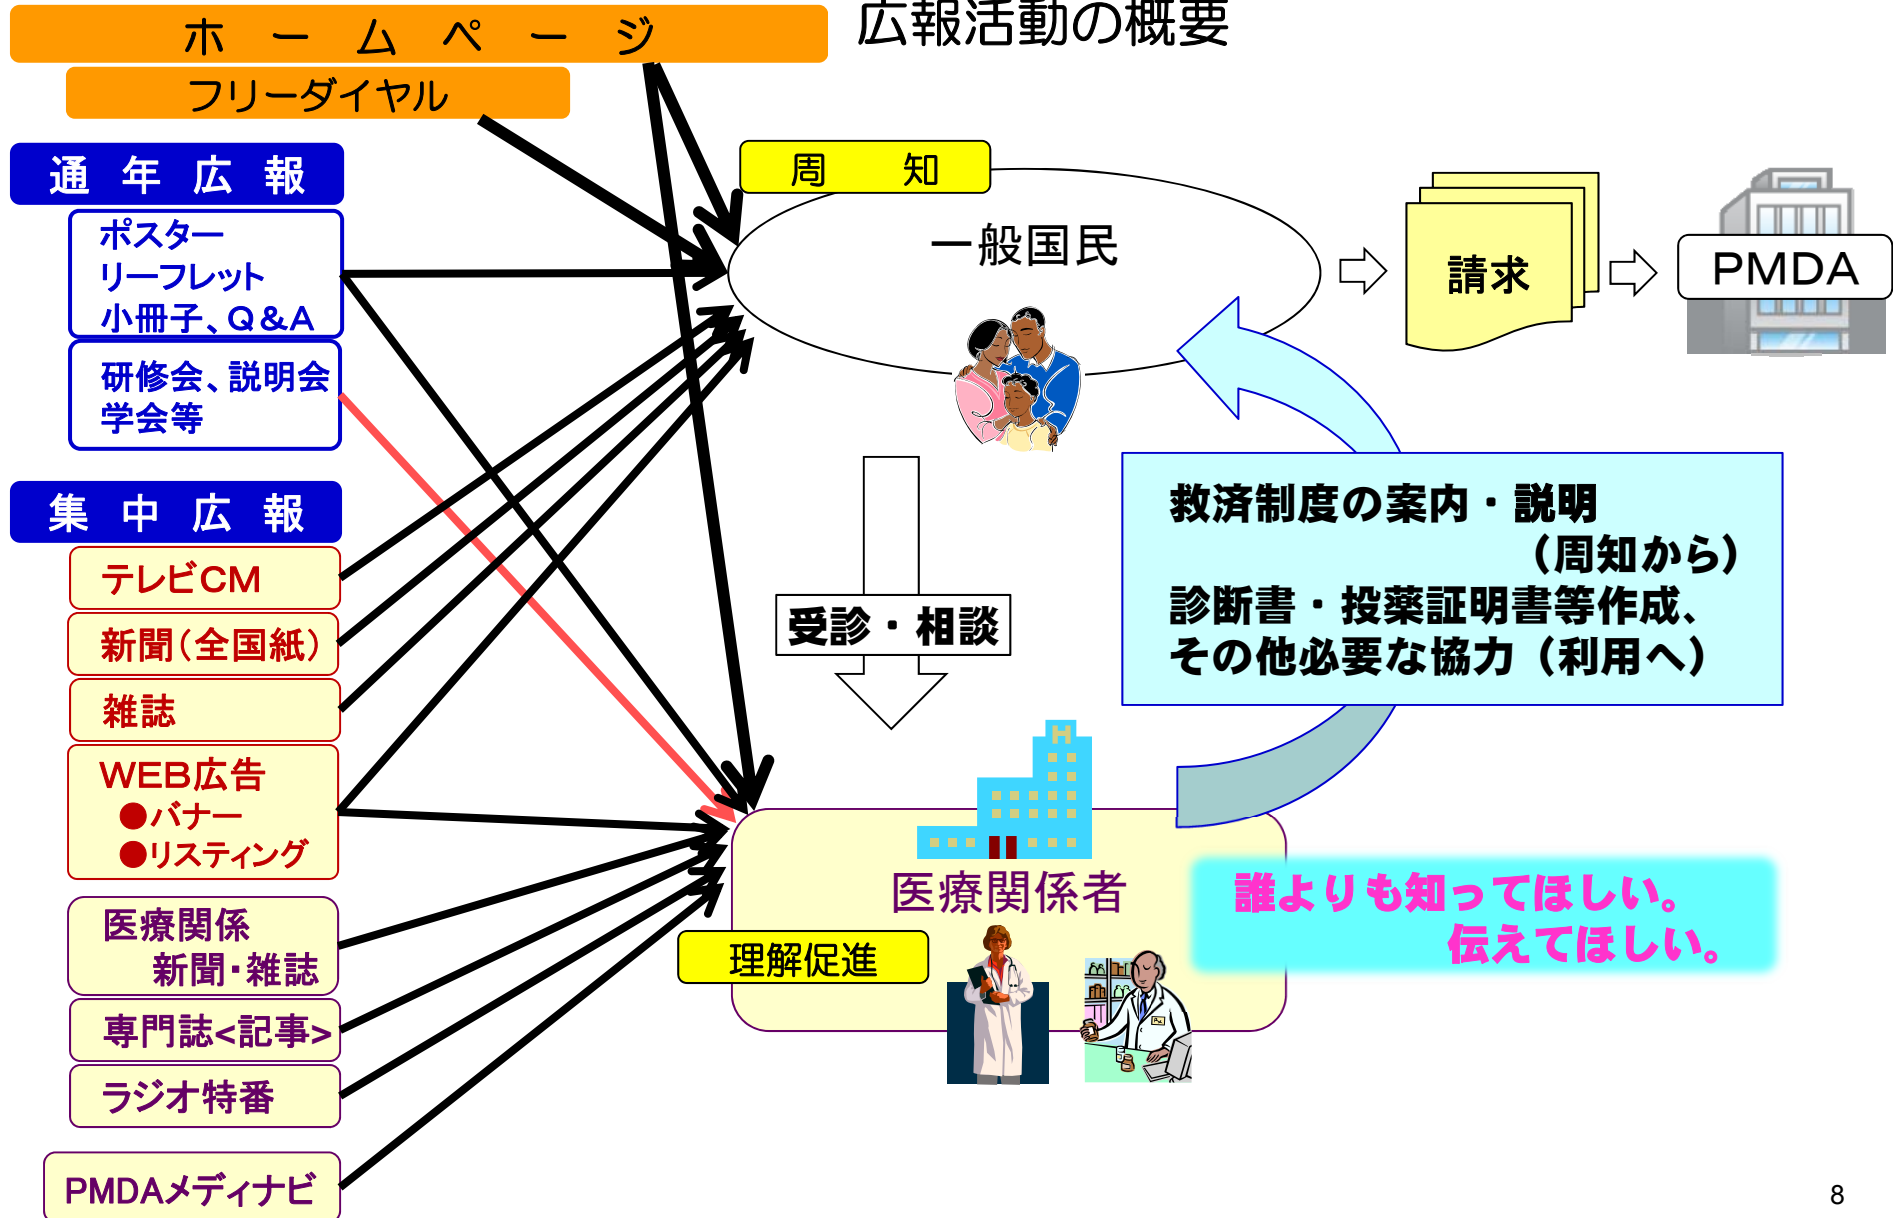 広報活動の概要
ホームページ
フリーダイヤル
通年広報
ポスター
リーフレット
小冊子、Q&A
研修会、説明会
学会等
集中広報
テレビCM
新聞(全国紙)
雑誌
WEB広告
●バナー
●リスティング
医療関係
新聞・雑誌
専門誌<記事>
ラジオ特番
PMDAメディナビ
周知
一般国民
請求
PMDA
受診・相談
救済制度の案内・説明
(周知から)
診断書・投薬証明書等作成、
その他必要な協力(利用へ)
H
医療関係者
理解促進
誰よりも知ってほしい。
伝えてほしい。
8